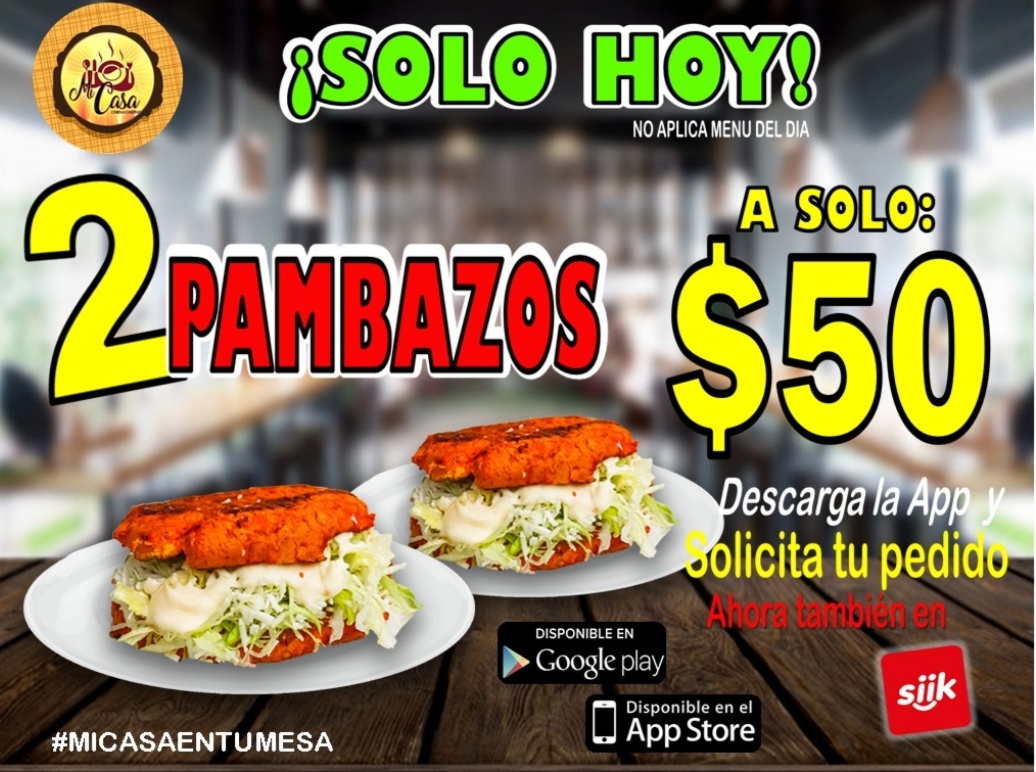 Mi
Casa
¡SOLO HOY!
NO APLICA MENU DEL DIA
2 PAMBAZOS
A SOLO:
$50
Descarga la App y
Solicita tu pedido
Ahora también en
siik
DISPONIBLE EN
Google play
Disponible en el
App Store
#MICASAENTUMESA